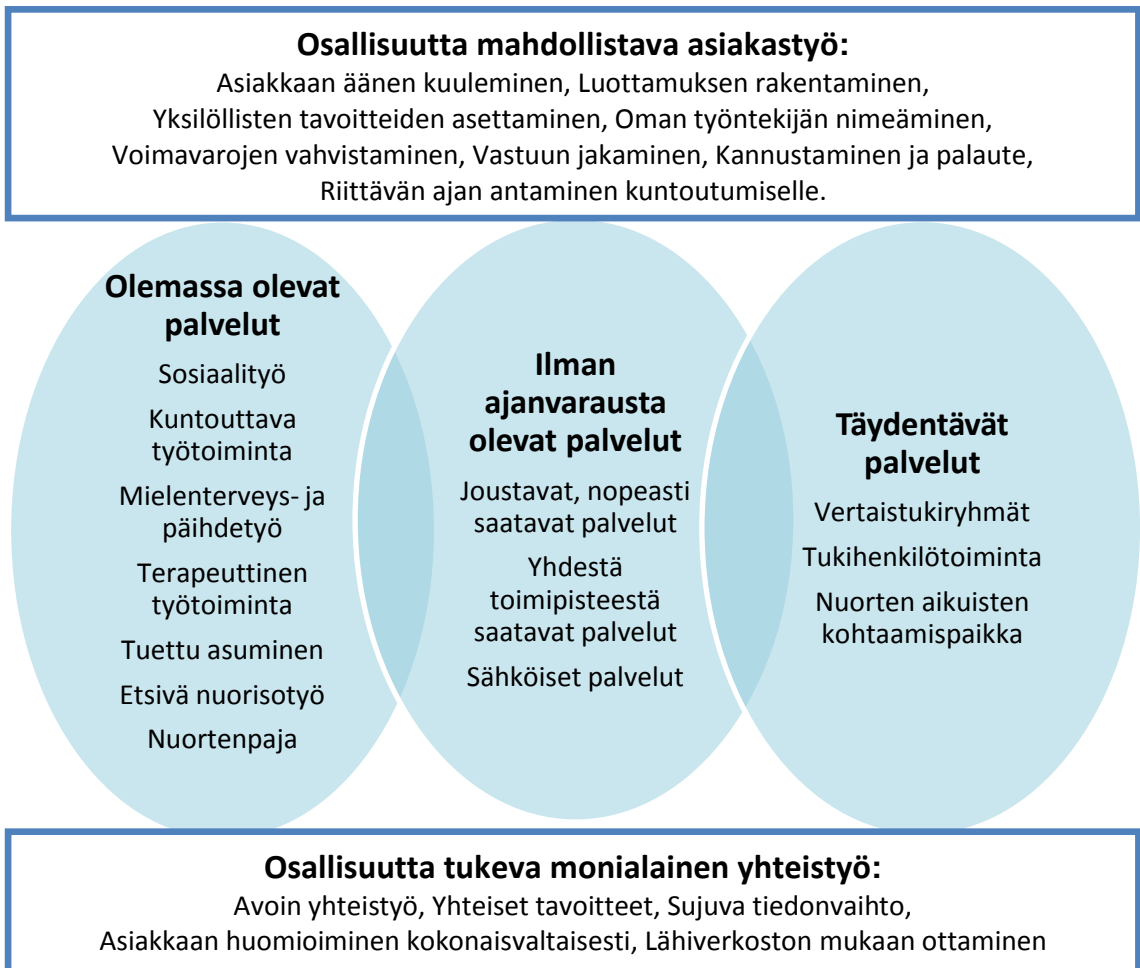 Osallisuutta mahdollistava asiakastyö:
Asiakkaan äänen kuuleminen, Luottamuksen rakentaminen,
Yksilöllisten tavoitteiden asettaminen, Oman työntekijän nimeäminen,
Voimavarojen vahvistaminen, Vastuun jakaminen, Kannustaminen ja palaute,
Riittävän ajan antaminen kuntoutumiselle.
Olemassa olevat
palvelut
Sosiaalityö
Kuntouttava
työtoiminta
Mielenterveys- ja
päihdetyö
Terapeuttinen
työtoiminta
Tuettu asuminen
Etsivä nuorisotyö
Nuortenpaja
Ilman
ajanvarausta
olevat palvelut
Joustavat, nopeasti
saatavat palvelut
Yhdestä
toimipisteestä
saatavat palvelut
Sähköiset palvelut
Täydentävät
palvelut
Vertaistukiryhmät
Tukihenkilötoiminta
Nuorten aikuisten
kohtaamispaikka
Osallisuutta tukeva monialainen yhteistyö:
Avoin yhteistyö, Yhteiset tavoitteet, Sujuva tiedonvaihto,
Asiakkaan huomioiminen kokonaisvaltaisesti, Lähiverkoston mukaan ottaminen